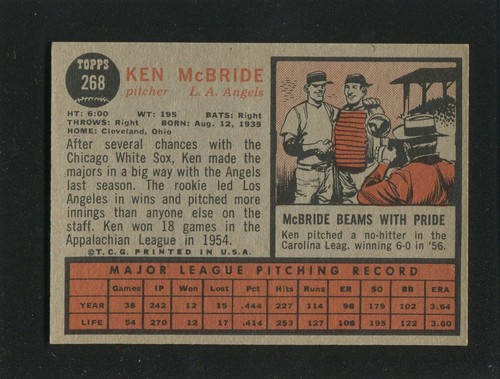 TOPPS
268
KEN McBRIDE
pitcher L. A. Angels
HT: 6:00 WT: 195 BATS: Right
THROWS: Right BORN: Aug. 12, 1935
HOME: Cleveland, Ohio
After several chances with the
Chicago White Sox, Ken made the
majors in a big way with the Angels
last season. The rookie led Los
Angeles in wins and pitched more
innings than anyone else on the
staff. Ken won 18 games in the
Appalachian League in 1954.
©T.C.G. PRINTED IN U.S.A.
McBRIDE BEAMS WITH PRIDE
Ken pitched a no-hitter in the
Carolina Leag, winning 6-0 in '56.
MAJOR LEAGUE PITCHING RECORD
Games IP Won Lost Pct. Hits Runs ER SO BB ERA
YEAR 38 242 12 15 .444 227 114 98 179 102 3.64
LIFE 54 270 12 17 .414 253 127 108 195 122 3.60